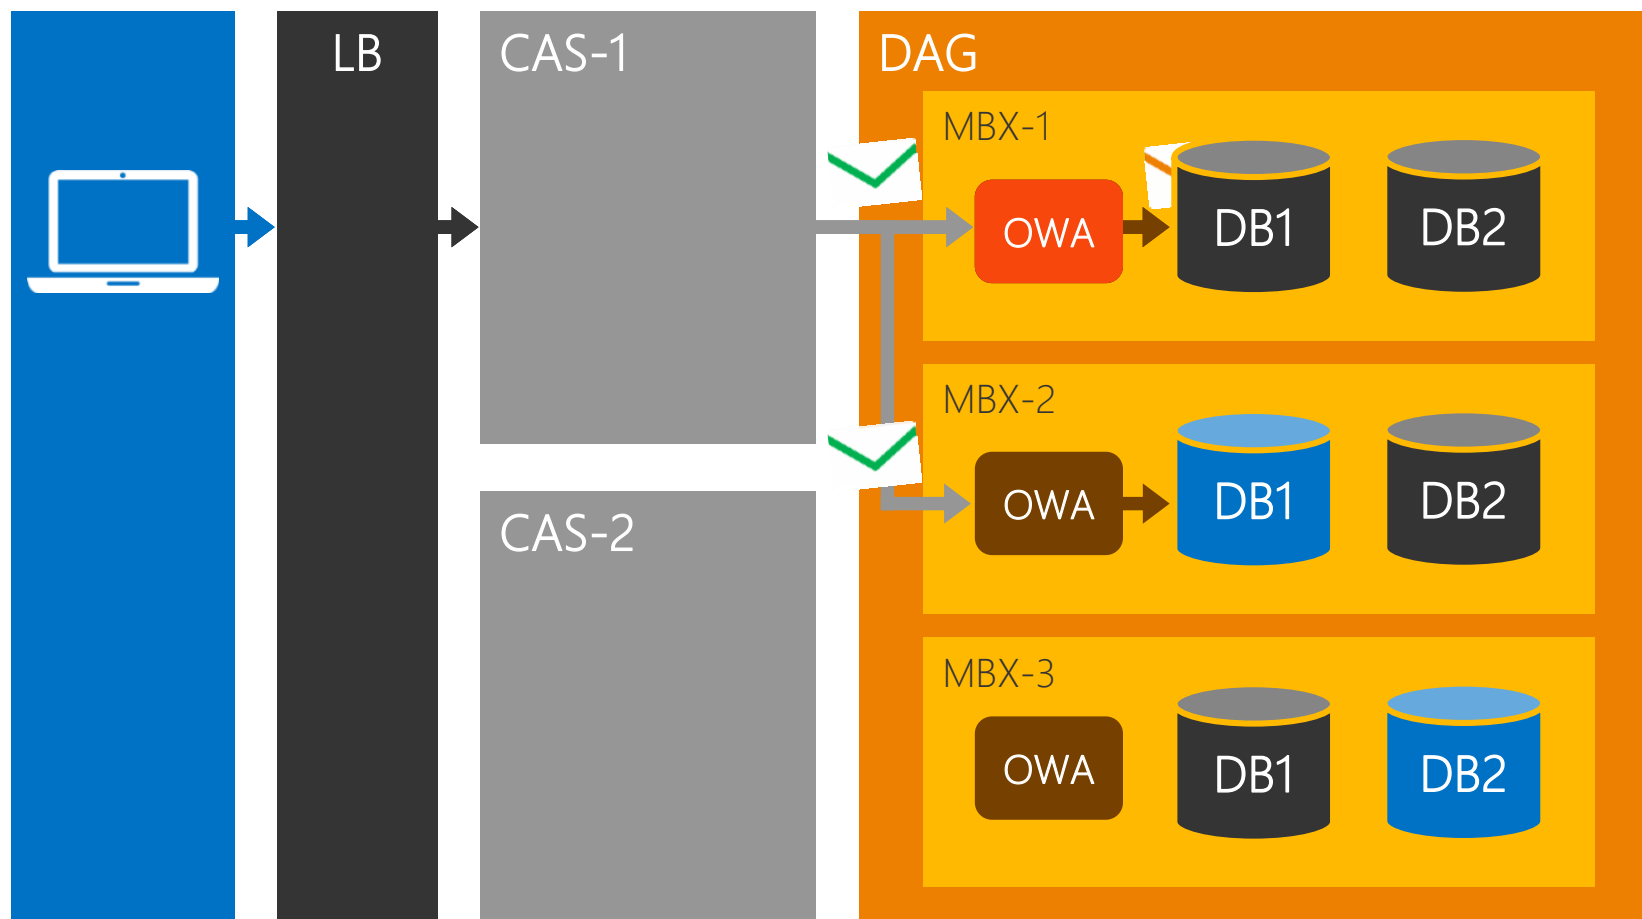 LB
CAS-1
DAG
MBX-1
OWA
DB1
DB2
MBX-2
OWA
DB1
DB2
CAS-2
MBX-3
OWA
DB1
DB2